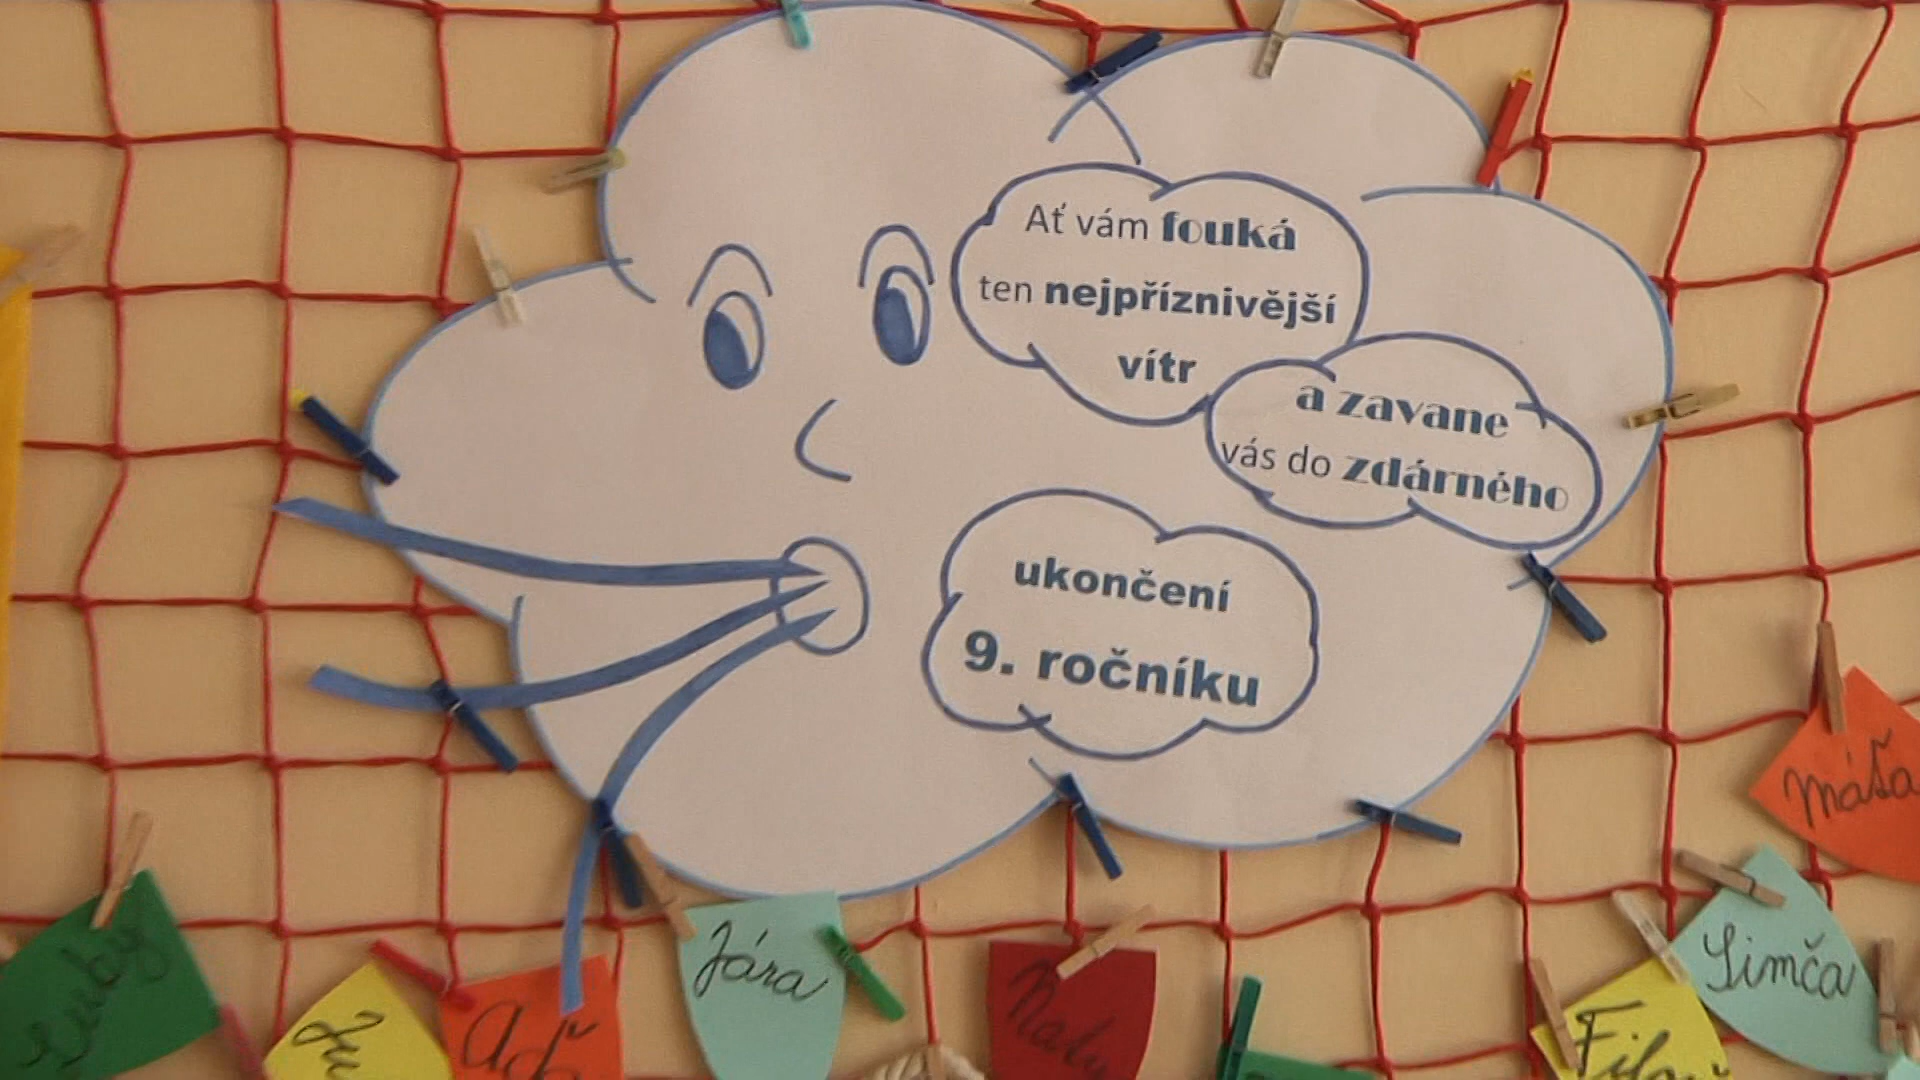 Ať vám fouká
ten nejpříznivější
vítr
a zavane
vás do zdárného
ukončení
9. ročníku
Máša
Jára
Simča